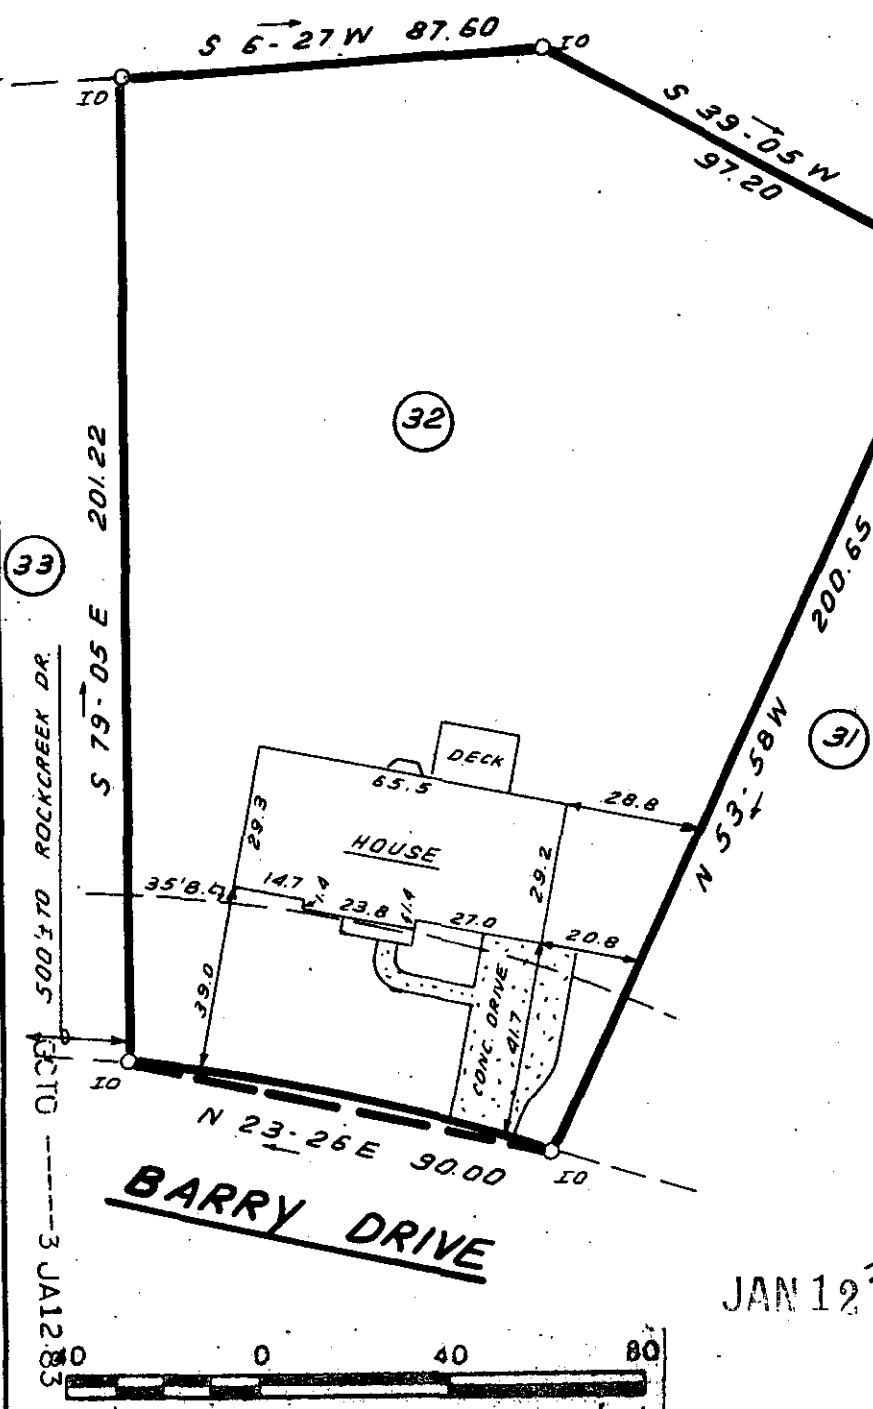 S 6-27 W 87.60
IO
IO
S 39-05 W
97.20
32
S 79-05 E 201.22
33
500'± TO ROCKCREEK DR.
200.65
N 53-58 W
31
DECK
65.5
28.8
29.3
HOUSE
29.2
35'B.L.
14.7
1.4
23.8
1.4
27.0
20.8
39.0
CONC. DRIVE
41.7
IO
N 23-26 E 90.00
IO
BARRY DRIVE
3 JA12.83
JAN 12
40 0 40 80